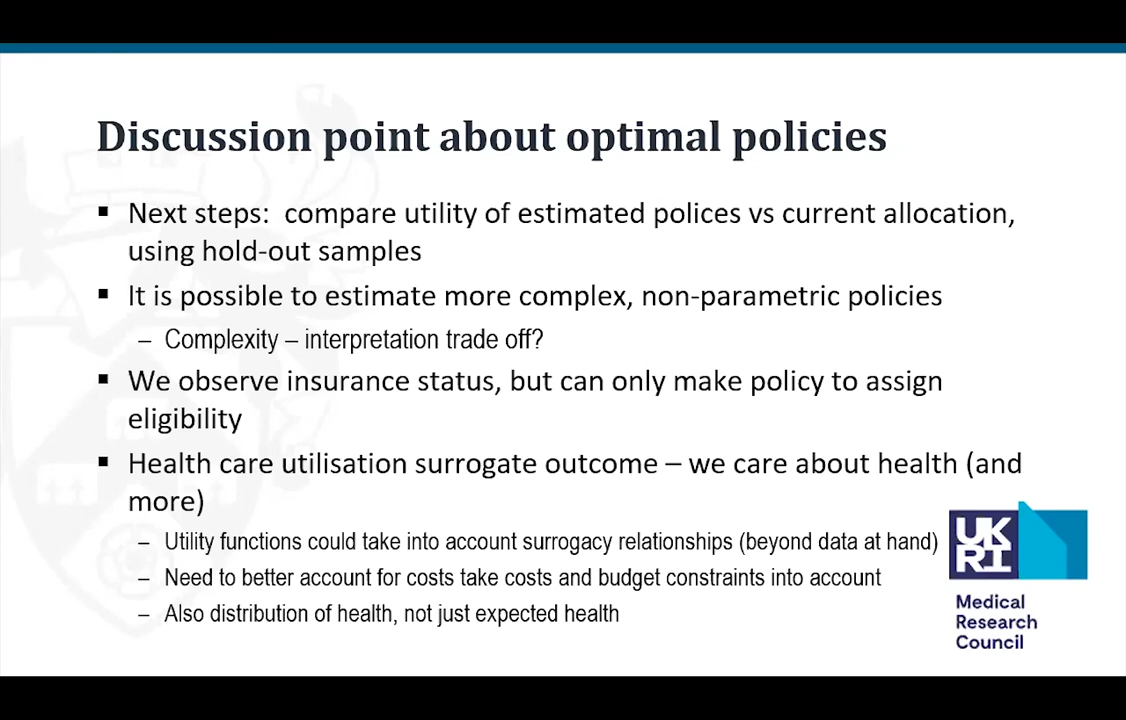 Discussion point about optimal policies
▪ Next steps:  compare utility of estimated polices vs current allocation,
using hold-out samples
▪ It is possible to estimate more complex, non-parametric policies
– Complexity – interpretation trade off?
▪ We observe insurance status, but can only make policy to assign
eligibility
▪ Health care utilisation surrogate outcome – we care about health (and
more)
– Utility functions could take into account surrogacy relationships (beyond data at hand)
– Need to better account for costs take costs and budget constraints into account
– Also distribution of health, not just expected health
UK
RI
Medical
Research
Council